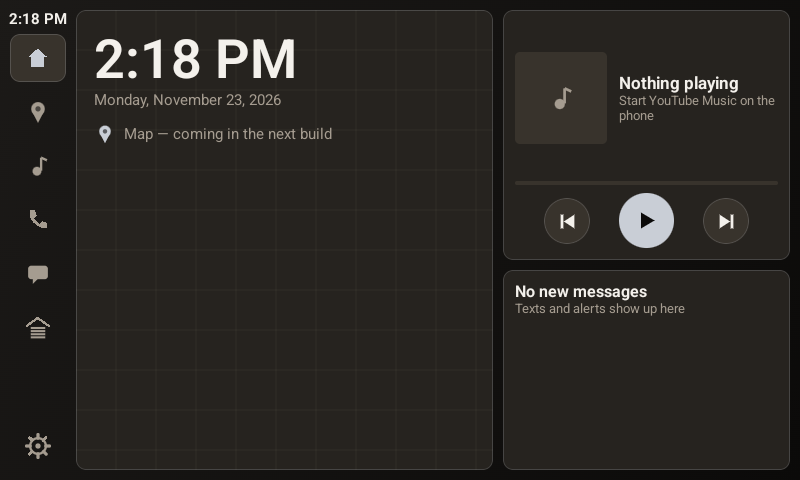 2:18 PM
2:18 PM
Monday, November 23, 2026
Map — coming in the next build
Nothing playing
Start YouTube Music on the
phone
No new messages
Texts and alerts show up here